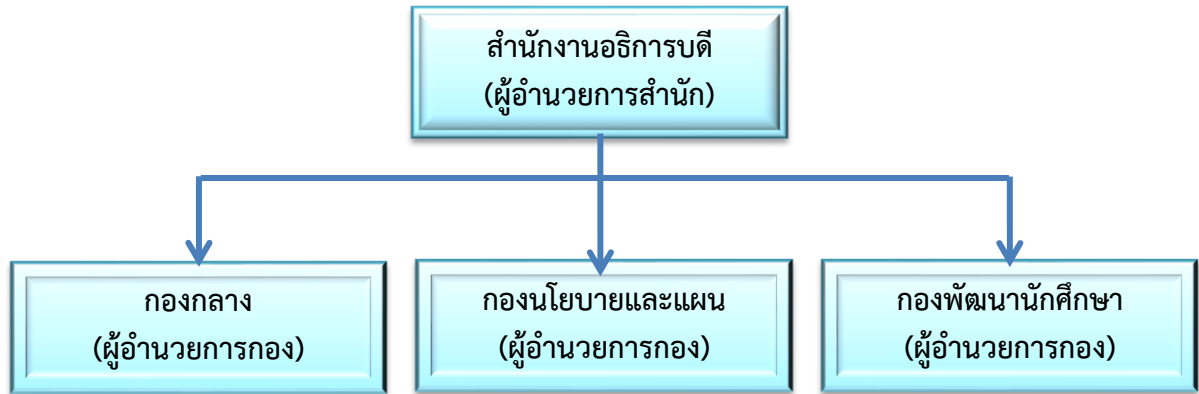 สำนักงานอธิการบดี
(ผู้อำนวยการสำนัก)
กองกลาง
(ผู้อำนวยการกอง)
กองนโยบายและแผน
(ผู้อำนวยการกอง)
กองพัฒนานักศึกษา
(ผู้อำนวยการกอง)